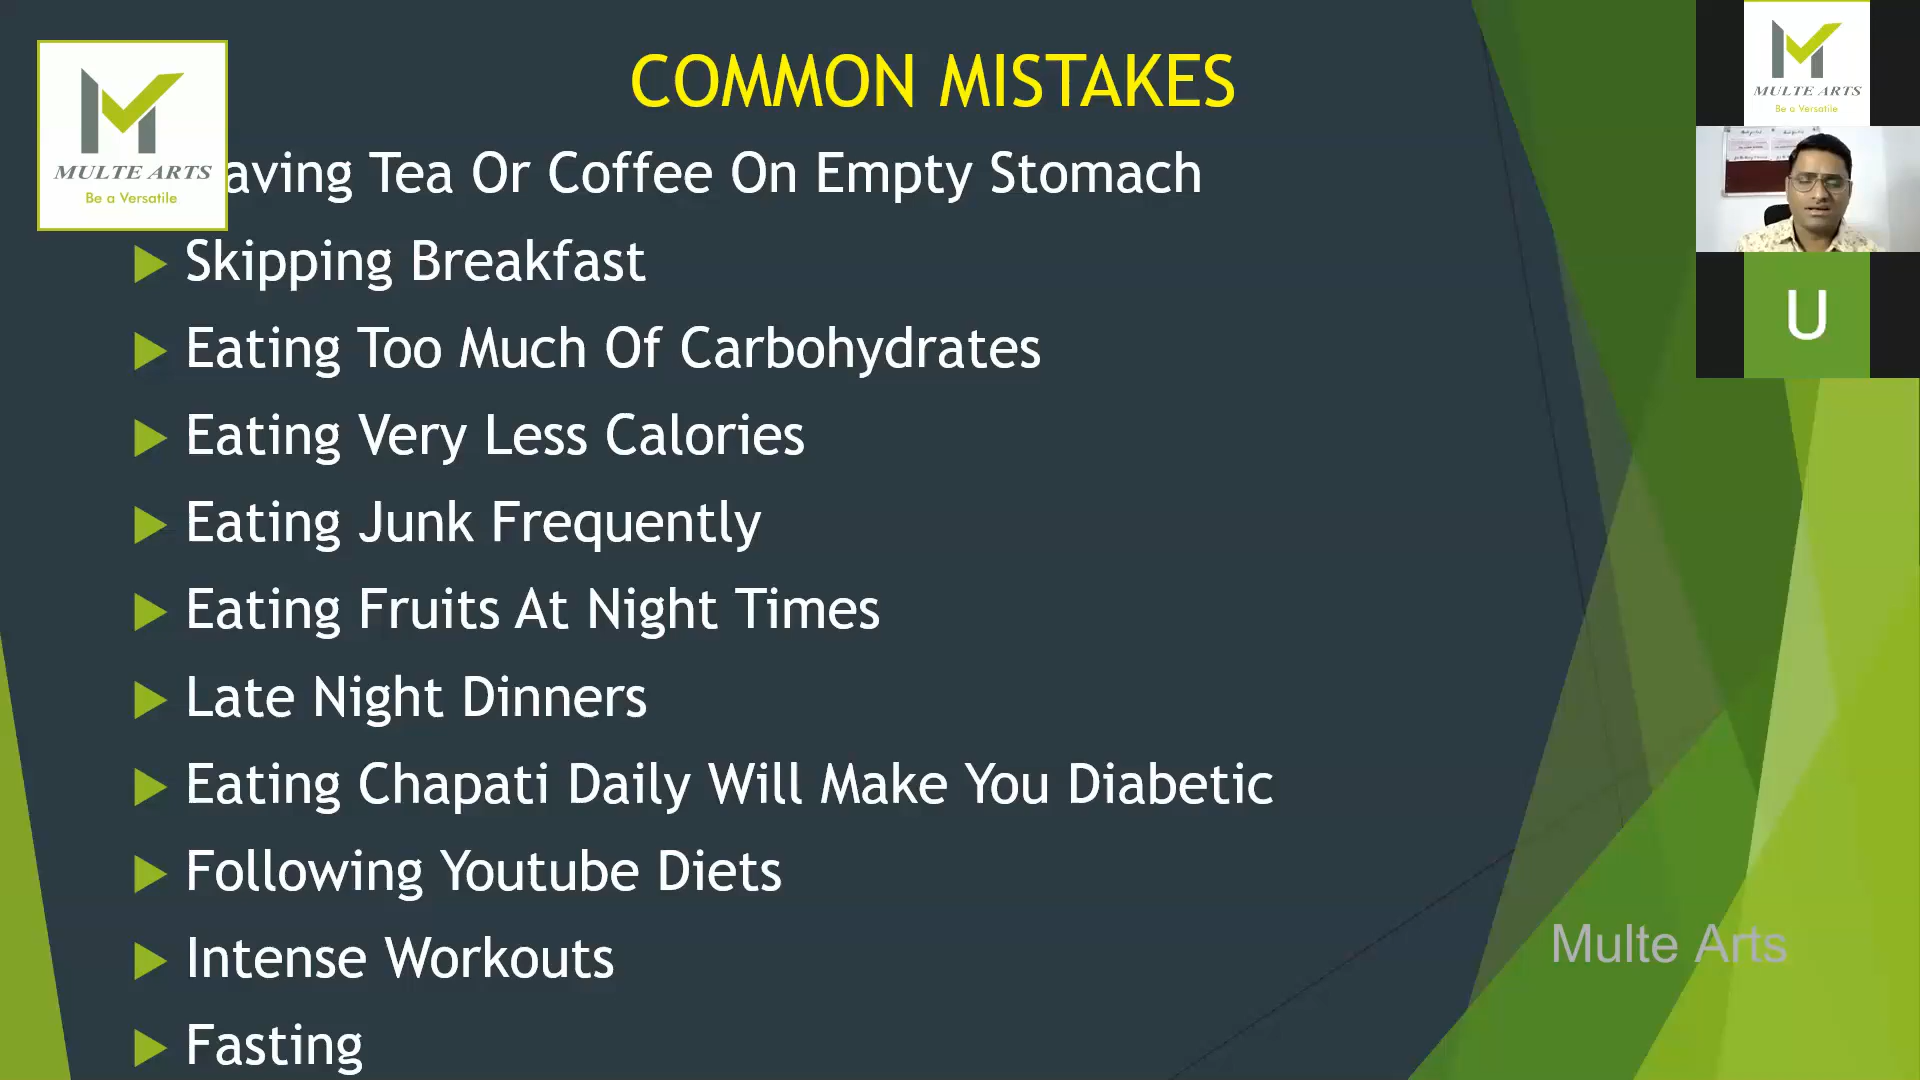 COMMON MISTAKES
MULTE ARTS
Be a Versatile
aving Tea Or Coffee On Empty Stomach
Skipping Breakfast
Eating Too Much Of Carbohydrates
Eating Very Less Calories
Eating Junk Frequently
Eating Fruits At Night Times
Late Night Dinners
Eating Chapati Daily Will Make You Diabetic
Following Youtube Diets
Intense Workouts
Fasting
MULTE ARTS
Be a Versatile
U
Multe Arts